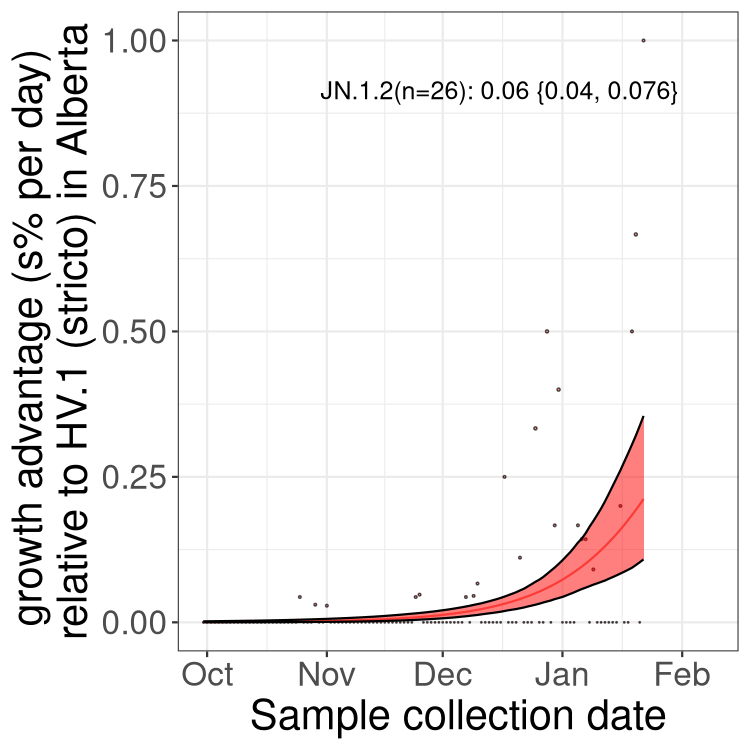 growth advantage (s% per day)
relative to HV.1 (stricto) in Alberta
1.00
JN.1.2(n=26): 0.06 {0.04, 0.076}
0.75
0.50
0.25
0.00
Oct Nov Dec Jan Feb
Sample collection date